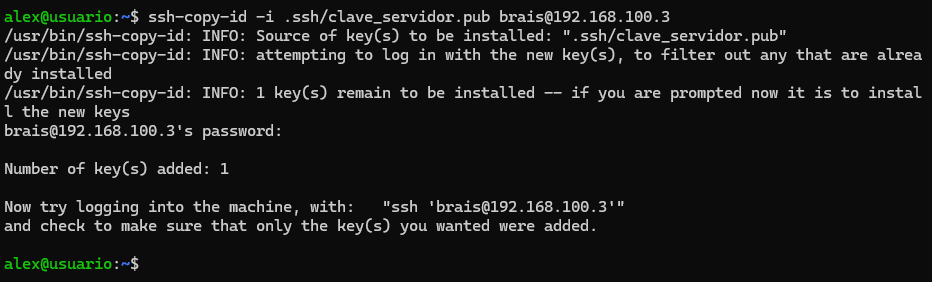 alex@usuario:~$ ssh-copy-id -i .ssh/clave_servidor.pub brais@192.168.100.3
/usr/bin/ssh-copy-id: INFO: Source of key(s) to be installed: ".ssh/clave_servidor.pub"
/usr/bin/ssh-copy-id: INFO: attempting to log in with the new key(s), to filter out any that are alrea
dy installed
/usr/bin/ssh-copy-id: INFO: 1 key(s) remain to be installed -- if you are prompted now it is to instal
l the new keys
brais@192.168.100.3's password:
Number of key(s) added: 1
Now try logging into the machine, with:   "ssh 'brais@192.168.100.3'"
and check to make sure that only the key(s) you wanted were added.
alex@usuario:~$